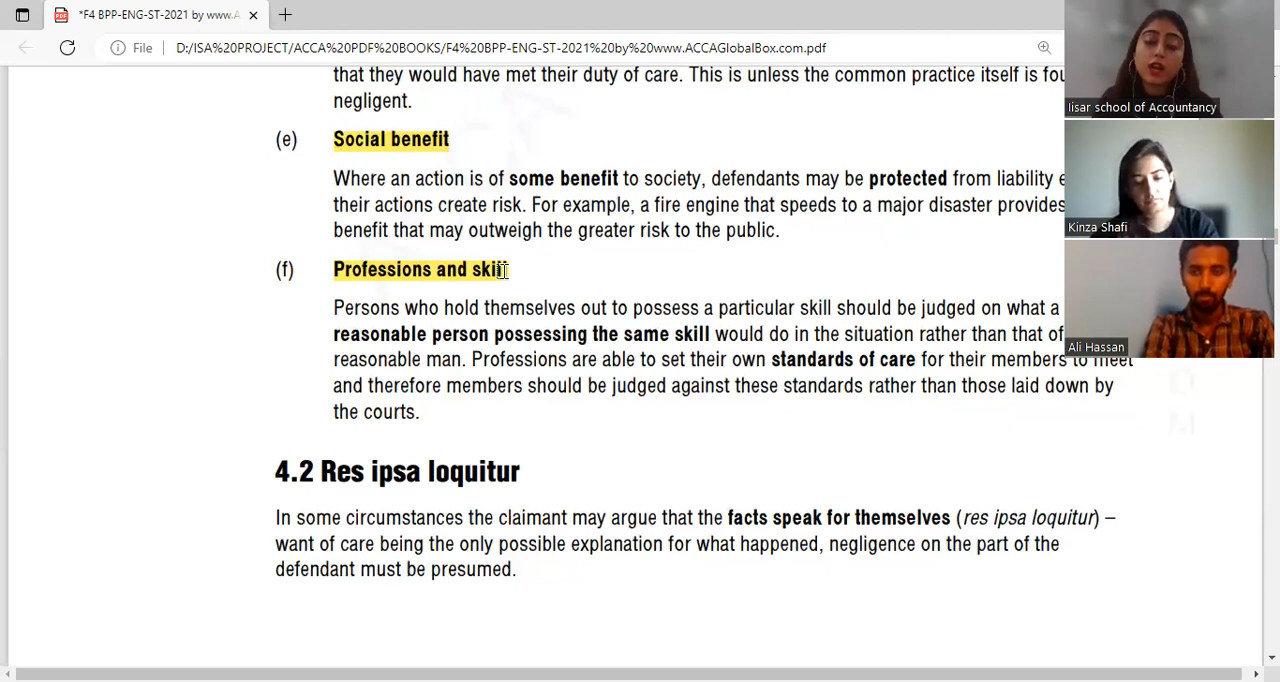 *F4 BPP-ENG-ST-2021 by www.A
File
D:/ISA%20PROJECT/ACCA%20PDF%20BOOKS/F4%20BPP-ENG-ST-2021%20by%20www.ACCAGlobalBox.com.pdf
that they would have met their duty of care. This is unless the common practice itself is fou
negligent.
(e) Social benefit
Where an action is of some benefit to society, defendants may be protected from liability e
their actions create risk. For example, a fire engine that speeds to a major disaster provides
benefit that may outweigh the greater risk to the public.
(f) Professions and skill
Persons who hold themselves out to possess a particular skill should be judged on what a
reasonable person possessing the same skill would do in the situation rather than that of
reasonable man. Professions are able to set their own standards of care for their members to meet
and therefore members should be judged against these standards rather than those laid down by
the courts.
4.2 Res ipsa loquitur
In some circumstances the claimant may argue that the facts speak for themselves (res ipsa loquitur) –
want of care being the only possible explanation for what happened, negligence on the part of the
defendant must be presumed.
Iisar school of Accountancy
Kinza Shafi
Ali Hassan